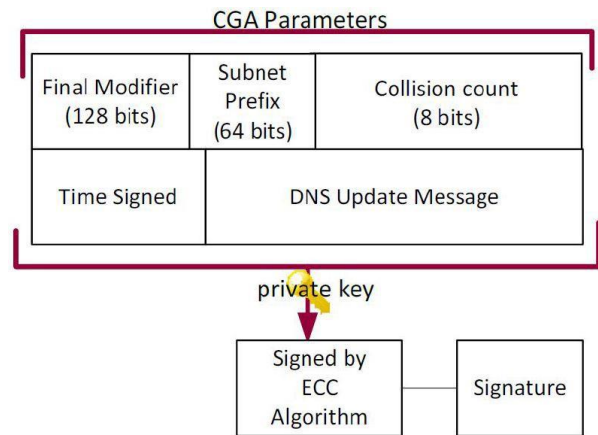 CGA Parameters
Final Modifier
(128 bits)
Subnet
Prefix
(64 bits)
Collision count
(8 bits)
Time Signed
DNS Update Message
private key
Signed by
ECC
Algorithm
Signature